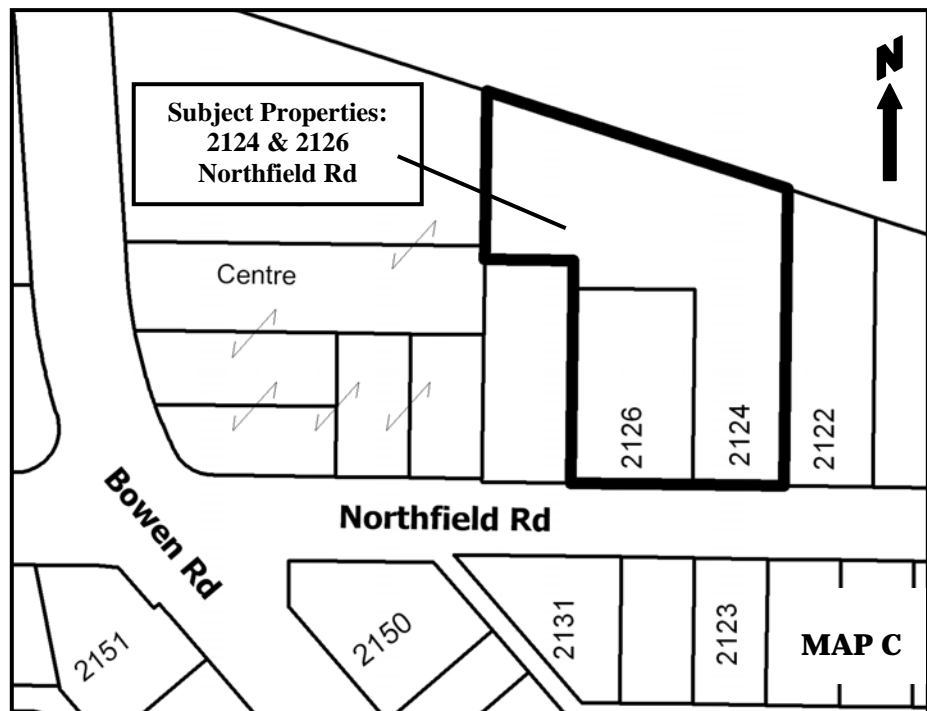 N
Subject Properties:
2124 & 2126
Northfield Rd
Centre
2126
2124
2122
Bowen Rd
Northfield Rd
2151
2150
2131
2123
MAP C